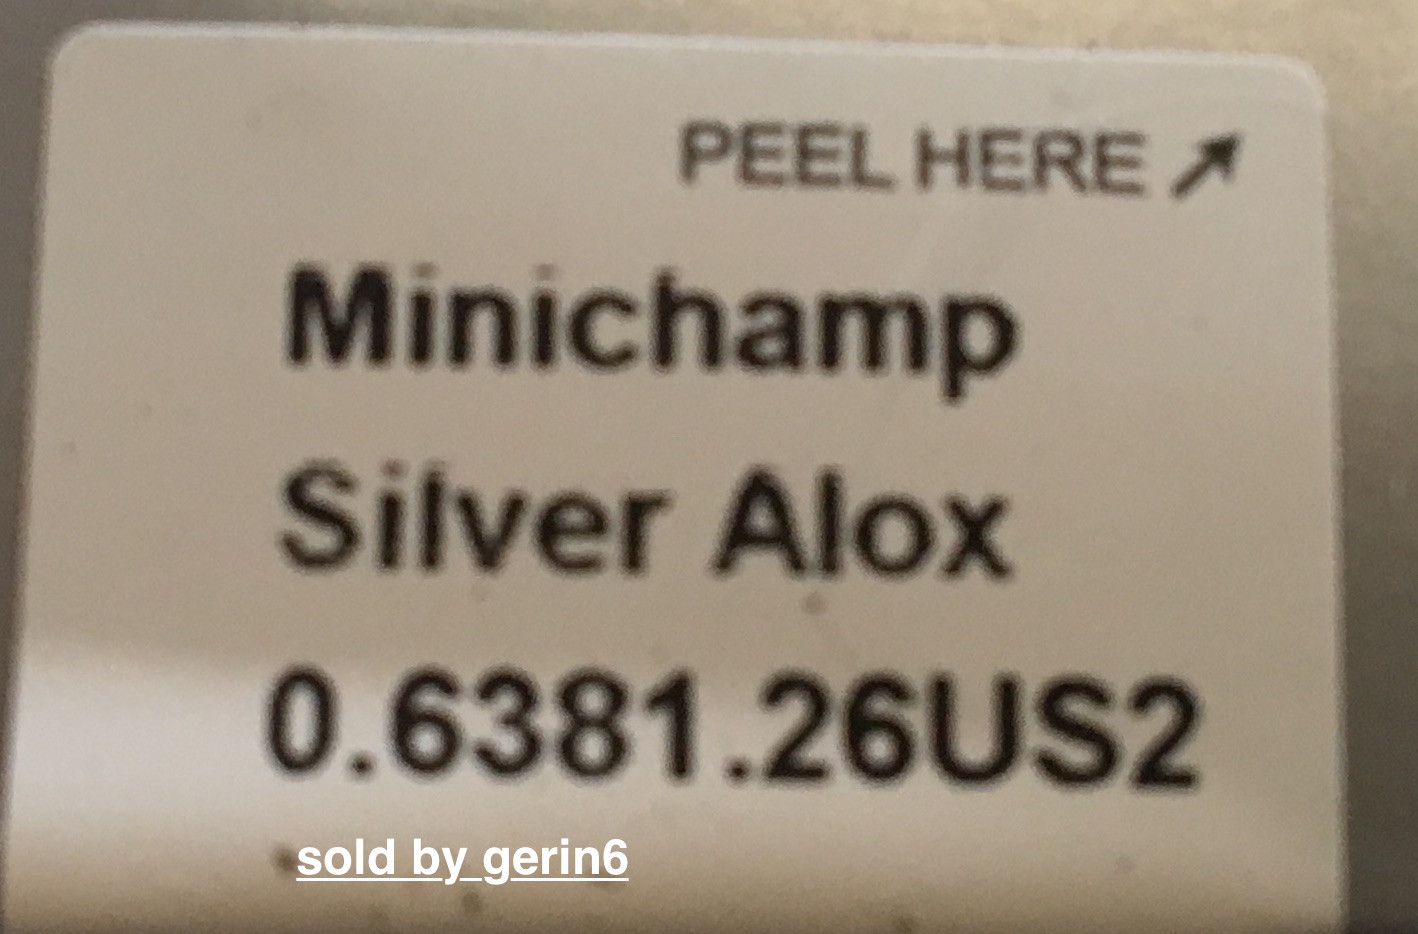 PEEL HERE ↗
Minichamp
Silver Alox
0.6381.26US2
sold by gerin6